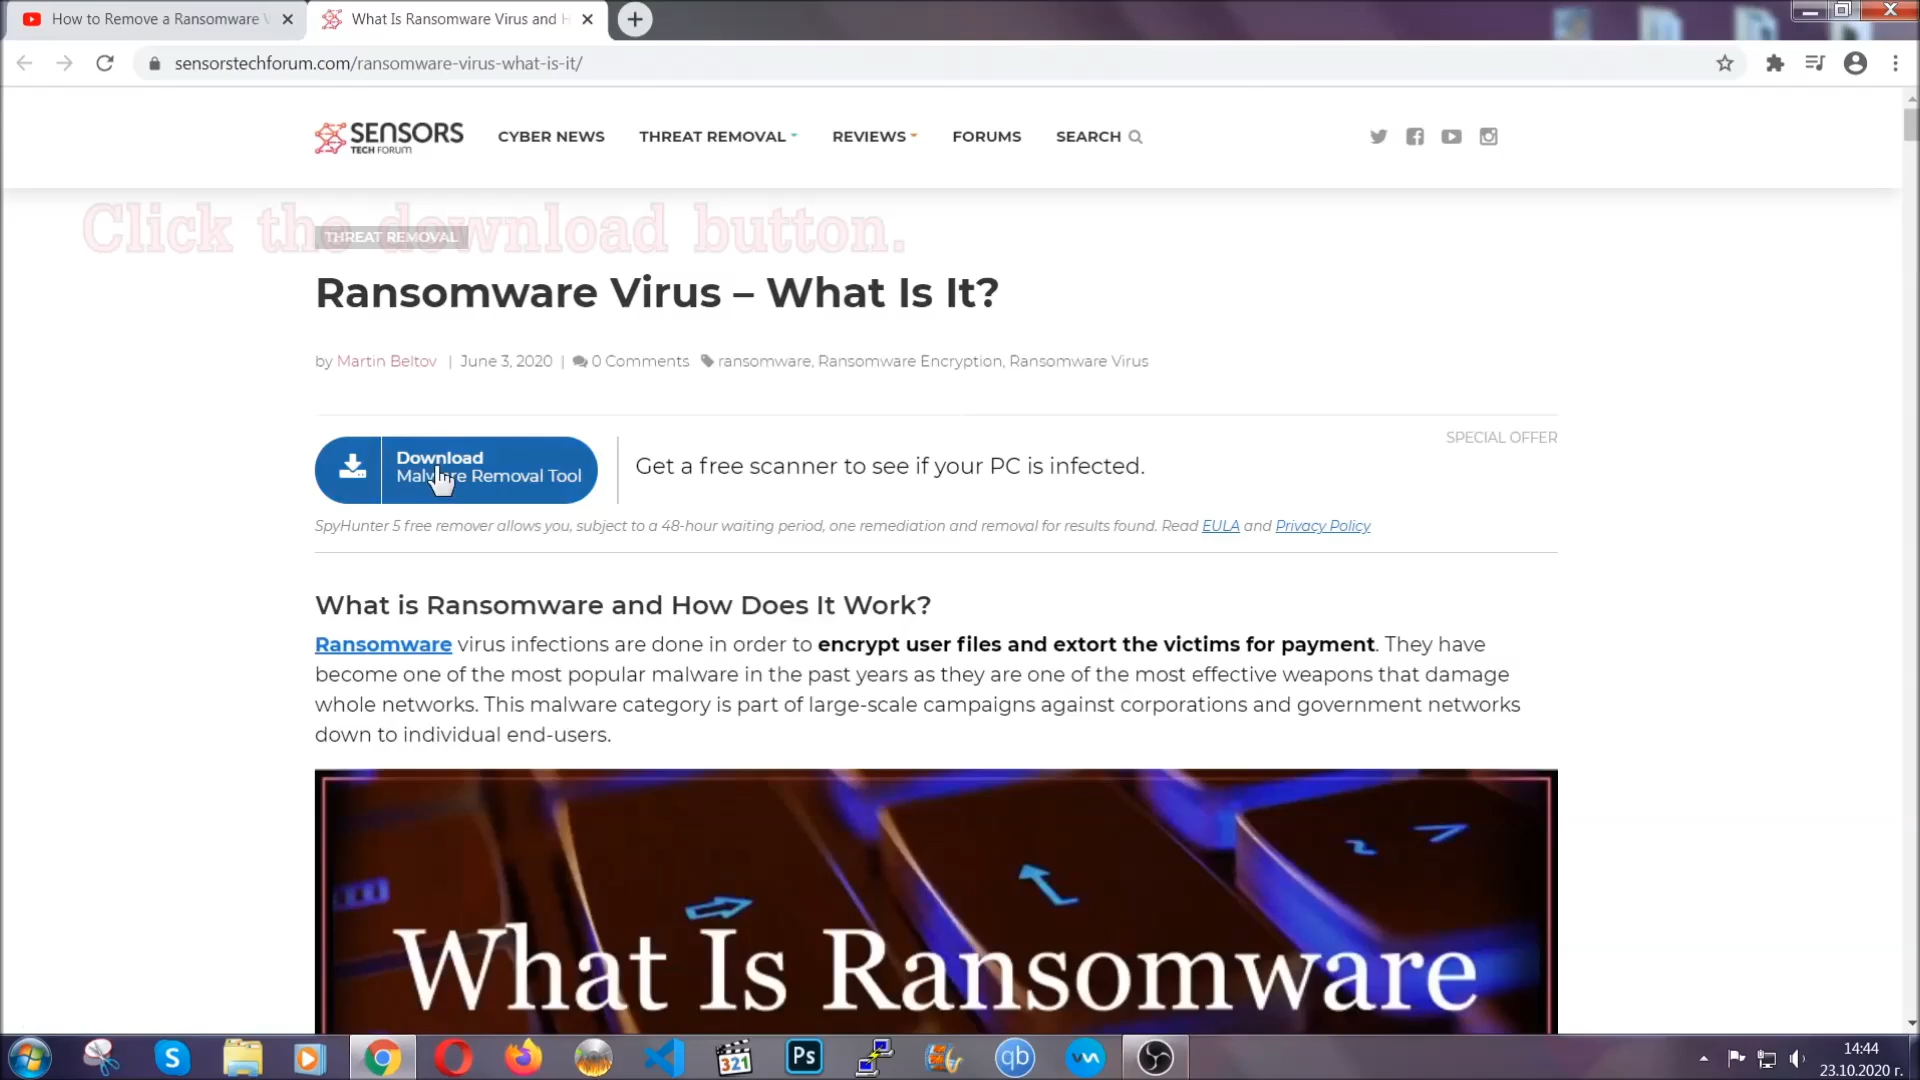 How to Remove a Ransomware V
What Is Ransomware Virus and H
sensorstechforum.com/ransomware-virus-what-is-it/
SENSORS
TECH FORUM
CYBER NEWS
THREAT REMOVAL
REVIEWS
FORUMS
SEARCH
Click the download button.
THREAT REMOVAL
Ransomware Virus – What Is It?
by Martin Beltov | June 3, 2020 | 0 Comments ransomware, Ransomware Encryption, Ransomware Virus
SPECIAL OFFER
Download
Malware Removal Tool
Get a free scanner to see if your PC is infected.
SpyHunter 5 free remover allows you, subject to a 48-hour waiting period, one remediation and removal for results found. Read EULA and Privacy Policy
What is Ransomware and How Does It Work?
Ransomware virus infections are done in order to encrypt user files and extort the victims for payment. They have
become one of the most popular malware in the past years as they are one of the most effective weapons that damage
whole networks. This malware category is part of large-scale campaigns against corporations and government networks
down to individual end-users.
What Is Ransomware
S
321
Ps
qb
14:44
23.10.2020 г.